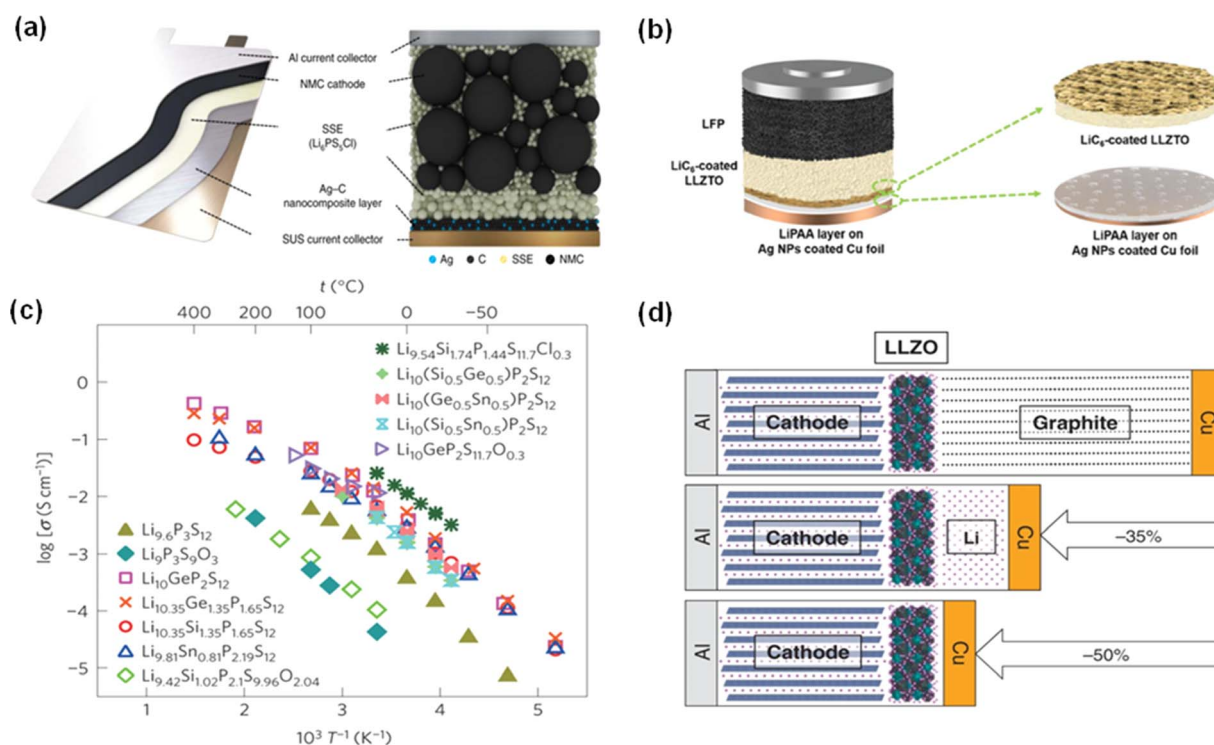 (a)
Al current collector
NMC cathode
SSE
(Li₆PS₅Cl)
Ag–C
nanocomposite layer
SUS current collector
Ag C SSE NMC
(b)
LFP
LiC₆-coated
LLZTO
LiPAA layer on
Ag NPs coated Cu foil
LiC₆-coated LLZTO
LiPAA layer on
Ag NPs coated Cu foil
(c)
t (°C)
400 200 100 0 −50
log [σ (S cm⁻¹)]
0
−1
−2
−3
−4
−5
Li₉.₅₄Si₁.₇₄P₁.₄₄S₁₁.₇Cl₀.₃
Li₁₀(Si₀.₅Ge₀.₅)P₂S₁₂
Li₁₀(Ge₀.₅Sn₀.₅)P₂S₁₂
Li₁₀(Si₀.₅Sn₀.₅)P₂S₁₂
Li₁₀GeP₂S₁₁.₇O₀.₃
Li₉.₆P₃S₁₂
Li₉P₃S₉O₃
Li₁₀GeP₂S₁₂
Li₁₀.₃₅Ge₁.₃₅P₁.₆₅S₁₂
Li₁₀.₃₅Si₁.₃₅P₁.₆₅S₁₂
Li₉.₈₁Sn₀.₈₁P₂.₁₉S₁₂
Li₉.₄₂Si₁.₀₂P₂.₁S₉.₉₆O₂.₀₄
1 2 3 4 5
10³ T⁻¹ (K⁻¹)
(d)
LLZO
Al Cathode Graphite Cu
Al Cathode Li Cu −35%
Al Cathode Cu −50%